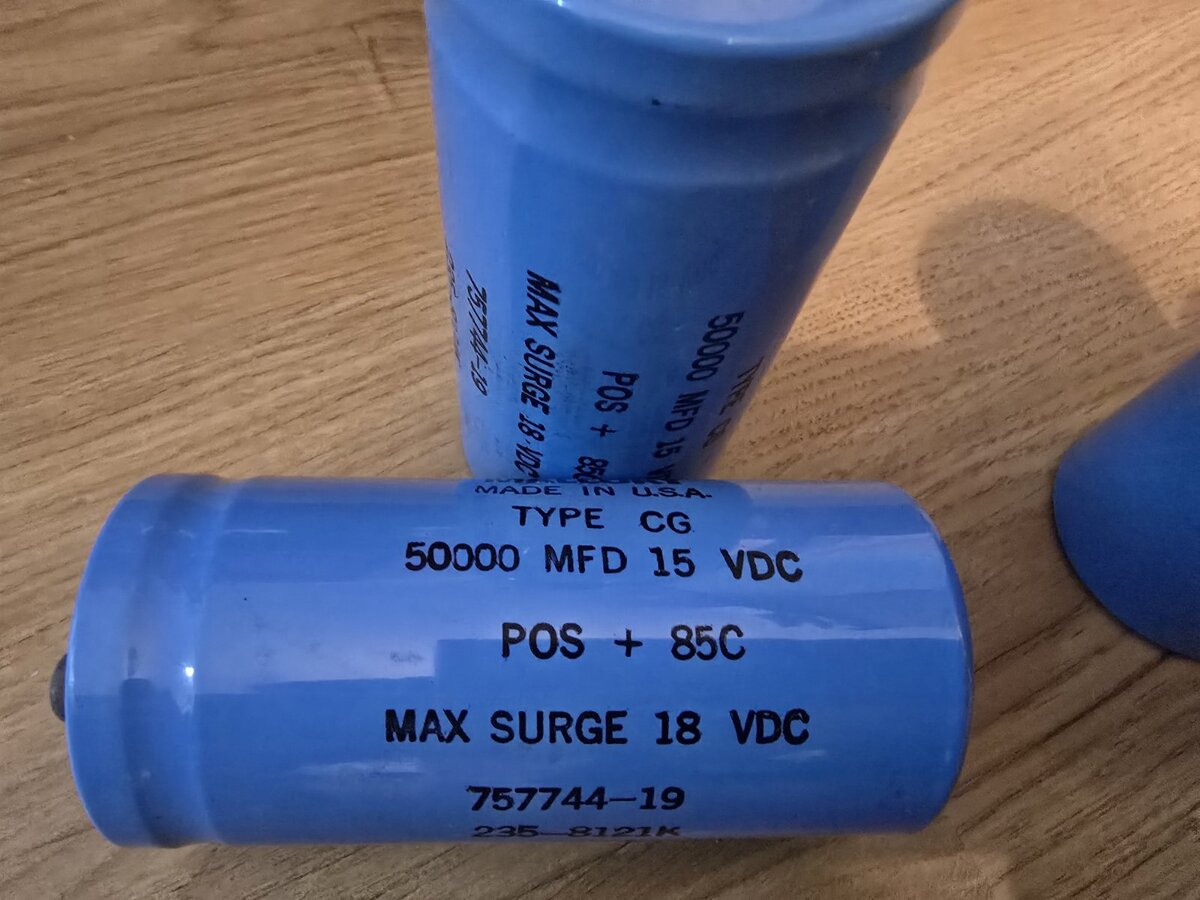 MADE IN U.S.A.
TYPE CG
50000 MFD 15 VDC
POS + 85C
MAX SURGE 18 VDC
757744-19
235-8121K
50000 MFD 15
POS + 85C
MAX SURGE 18 VDC
757744-19